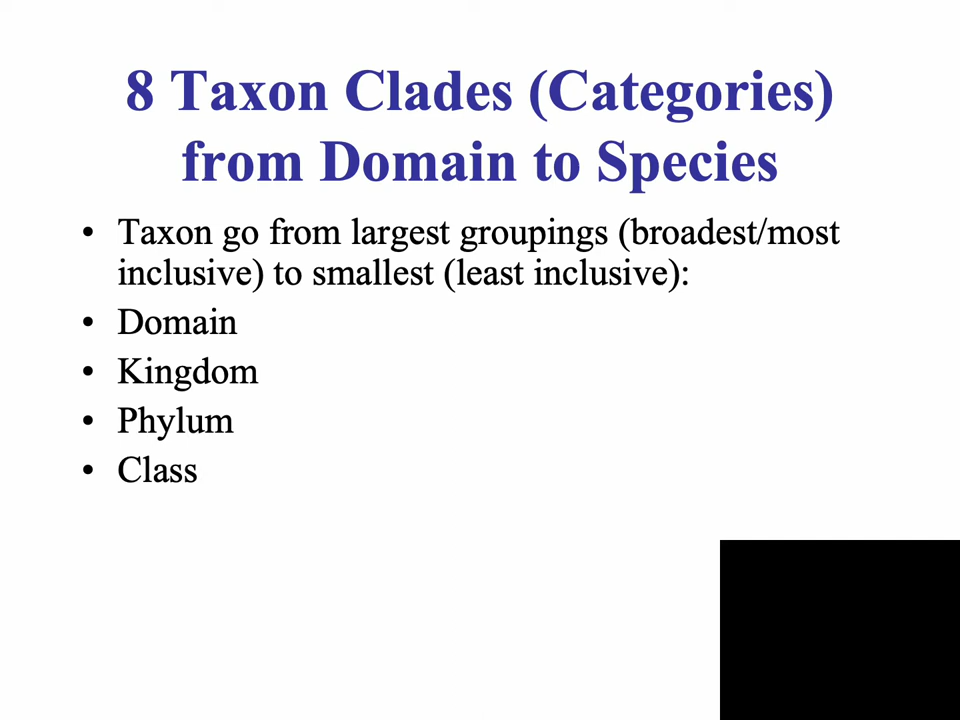 8 Taxon Clades (Categories)
from Domain to Species
• Taxon go from largest groupings (broadest/most
inclusive) to smallest (least inclusive):
• Domain
• Kingdom
• Phylum
• Class